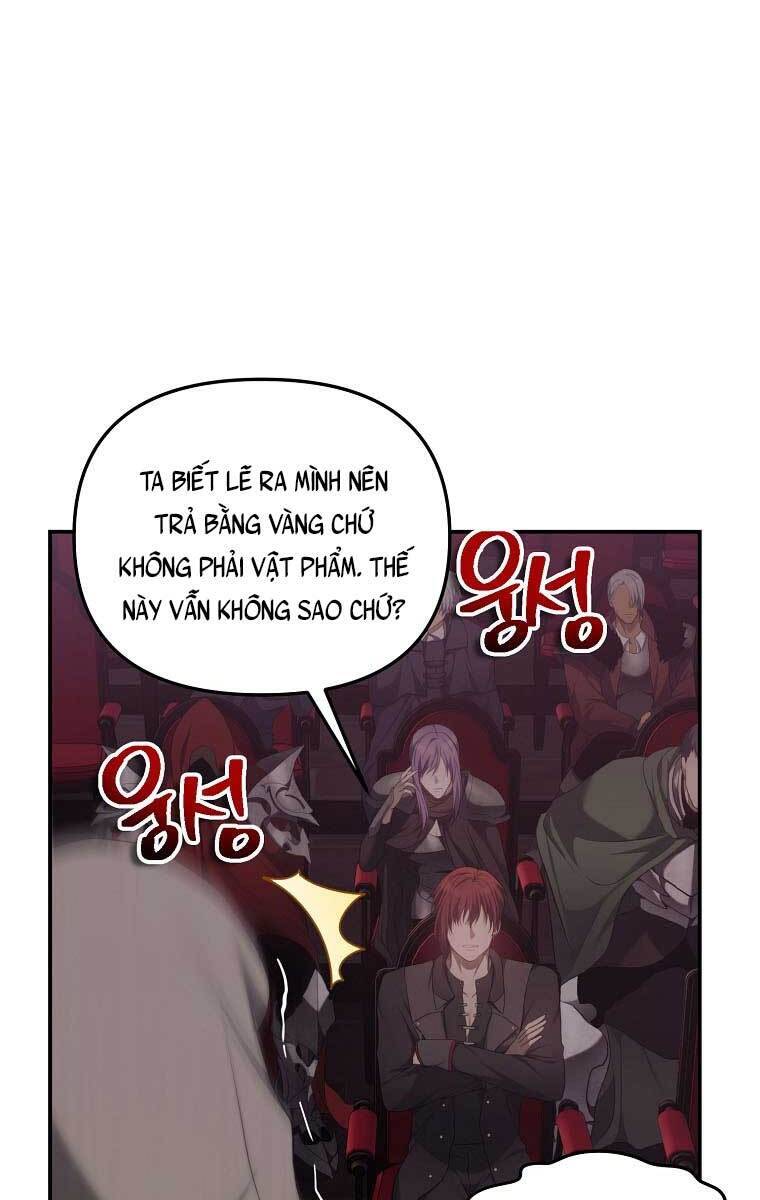 TA BIẾT LẼ RA MÌNH NÊN
TRẢ BẰNG VÀNG CHỨ
KHÔNG PHẢI VẬT PHẨM. THẾ
NÀY VẪN KHÔNG SAO CHỨ?
웅성
웅성